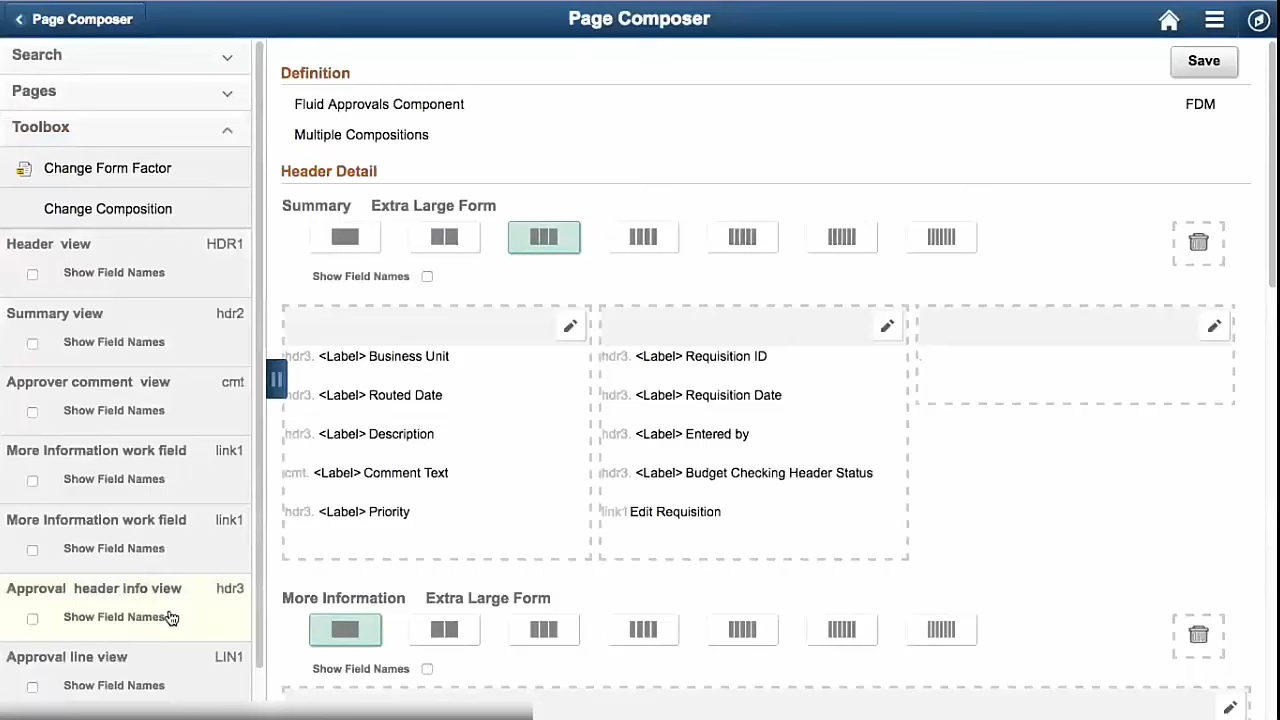 Page Composer
Page Composer
Search
Pages
Toolbox
Change Form Factor
Change Composition
Header view HDR1
Show Field Names
Summary view hdr2
Show Field Names
Approver comment view cmt
Show Field Names
More Information work field link1
Show Field Names
More Information work field link1
Show Field Names
Approval header info view hdr3
Show Field Names
Approval line view LIN1
Show Field Names
Save
Definition
Fluid Approvals Component FDM
Multiple Compositions
Header Detail
Summary Extra Large Form
Show Field Names
hdr3. <Label> Business Unit
hdr3. <Label> Routed Date
hdr3. <Label> Description
cmt. <Label> Comment Text
hdr3. <Label> Priority
hdr3. <Label> Requisition ID
hdr3. <Label> Requisition Date
hdr3. <Label> Entered by
hdr3. <Label> Budget Checking Header Status
link1 Edit Requisition
More Information Extra Large Form
Show Field Names